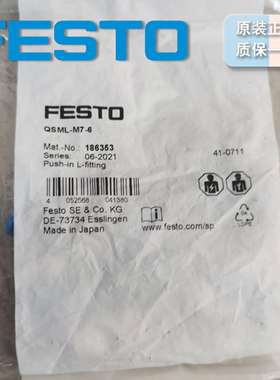 FESTO
原装正
质量保
FESTO
QSML-M7-6
Mat.-No.: 186353
Series: 06-2021
Push-in L-fitting
41-0711
4 052568 041380
Festo SE & Co. KG
DE-73734 Esslingen
Made in Japan
www.festo.com/sp
04
LDPE